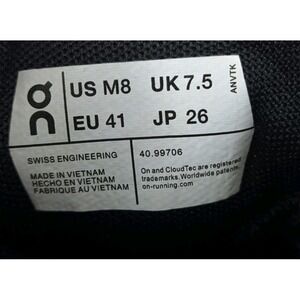 US M8 UK 7.5
EU 41 JP 26
ANVTK
SWISS ENGINEERING 40.99706
MADE IN VIETNAM
HECHO EN VIETNAM
FABRIQUE AU VIETNAM
On and CloudTec are registered
trademarks. Worldwide patents.
on-running.com